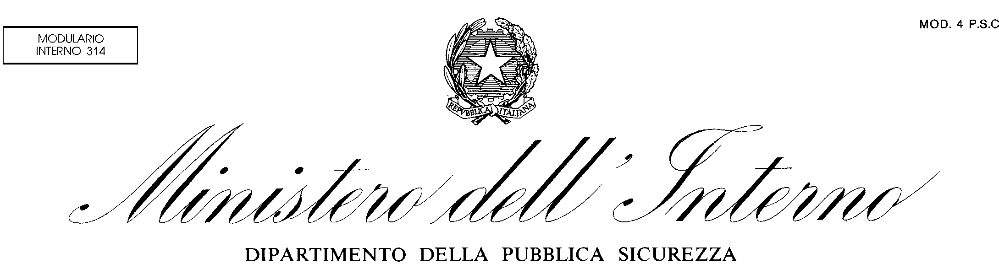 MODULARIO
INTERNO 314
MOD. 4 P.S.C
REPVBBLICA ITALIANA
Ministero dell'Interno
DIPARTIMENTO DELLA PUBBLICA SICUREZZA